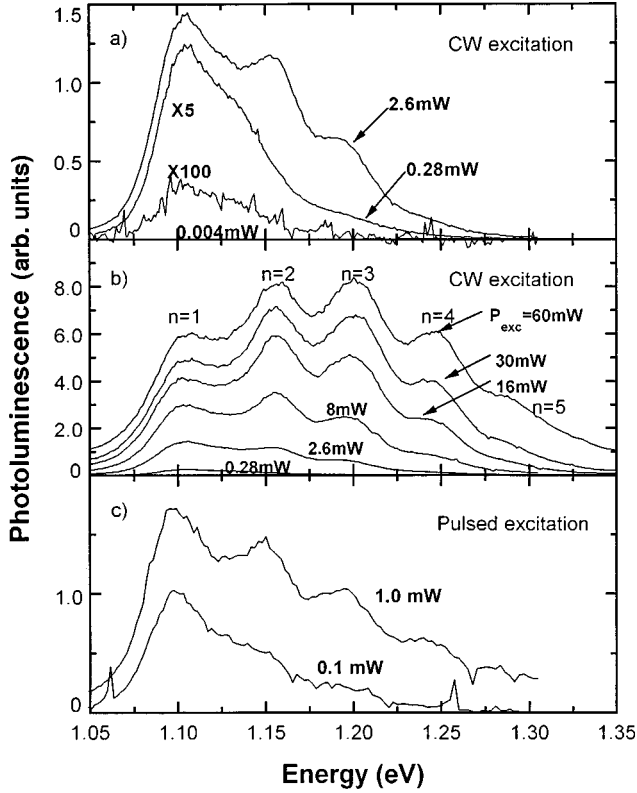 Photoluminescence (arb. units)
a)
CW excitation
1.5
1.0
0.5
0
X5
X100
2.6mW
0.28mW
0.004mW
b)
CW excitation
8.0
6.0
4.0
2.0
0
n=1
n=2
n=3
n=4
n=5
P exc =60mW
30mW
16mW
8mW
2.6mW
0.28mW
c)
Pulsed excitation
1.0
0
1.0 mW
0.1 mW
1.05 1.10 1.15 1.20 1.25 1.30 1.35
Energy (eV)